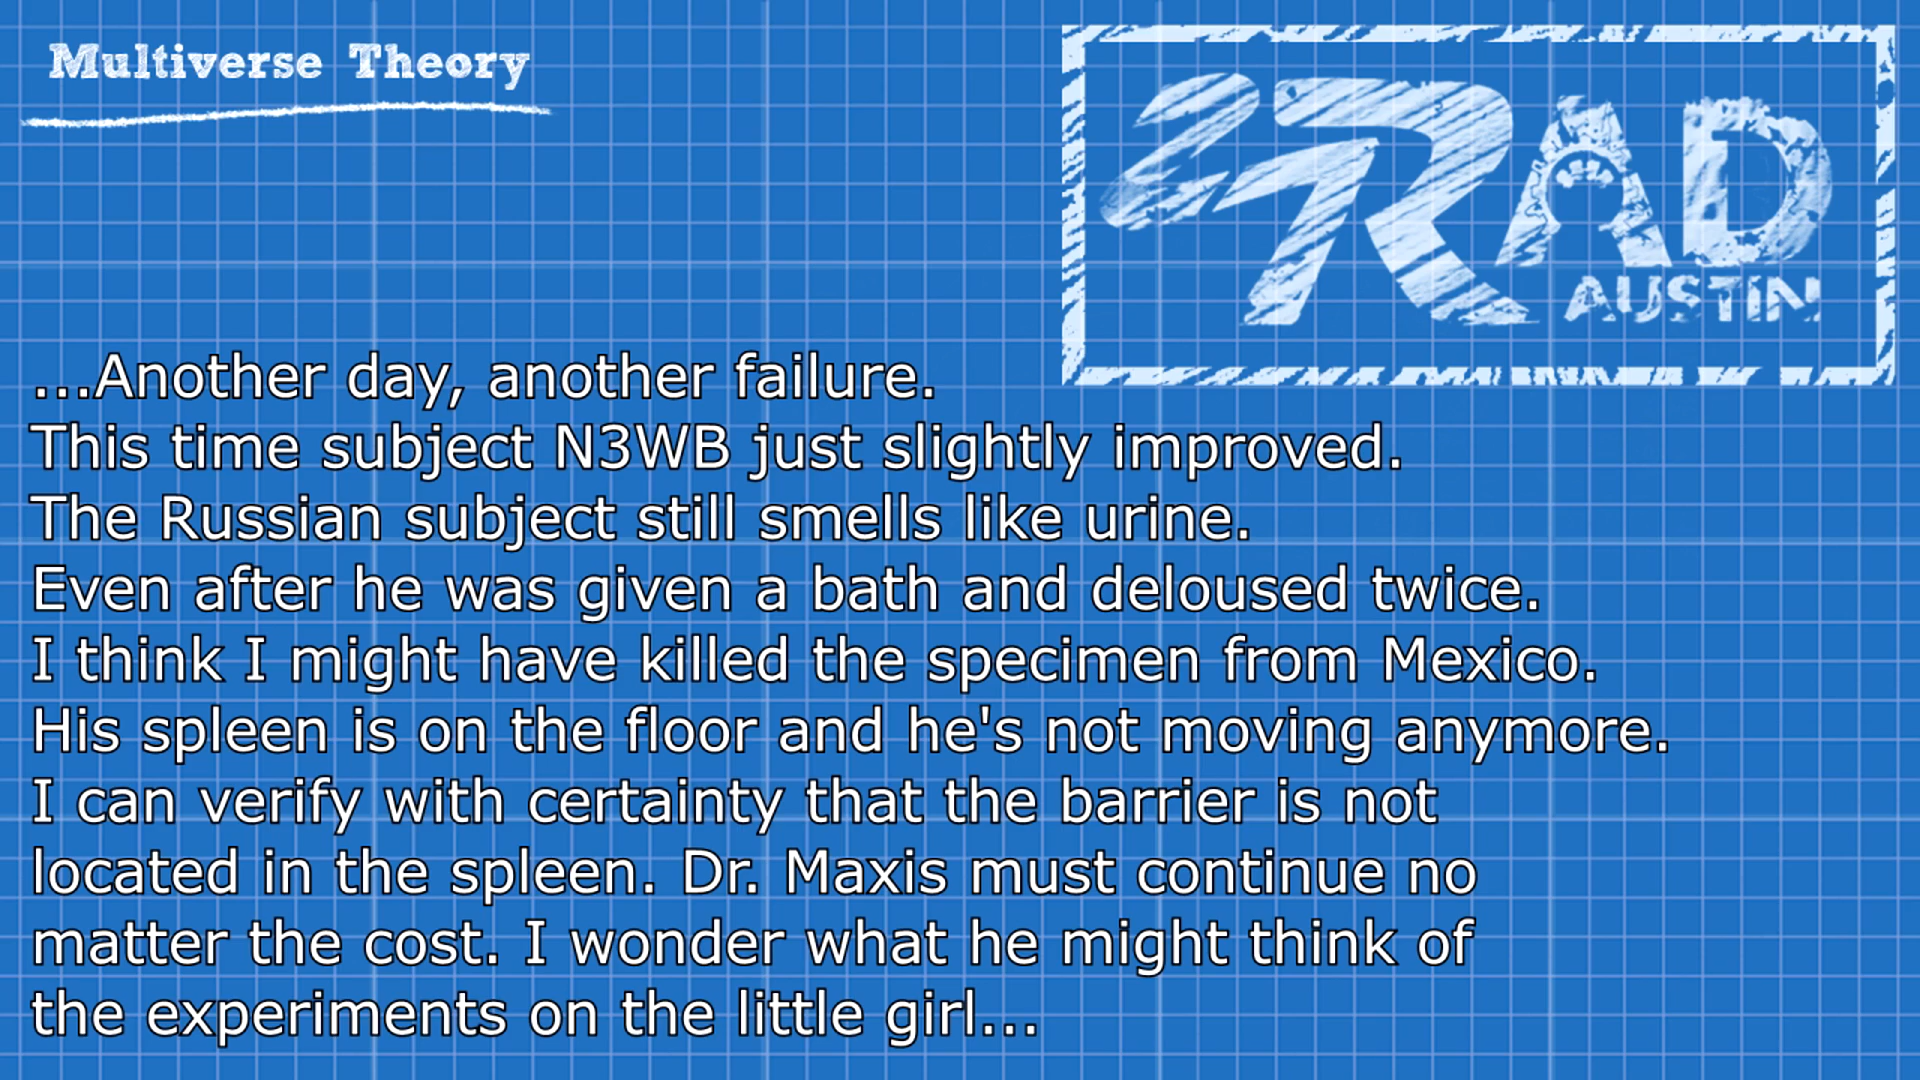 Multiverse Theory
2RAD
AUSTIN
...Another day, another failure.
This time subject N3WB just slightly improved.
The Russian subject still smells like urine.
Even after he was given a bath and deloused twice.
I think I might have killed the specimen from Mexico.
His spleen is on the floor and he's not moving anymore.
I can verify with certainty that the barrier is not
located in the spleen. Dr. Maxis must continue no
matter the cost. I wonder what he might think of
the experiments on the little girl...